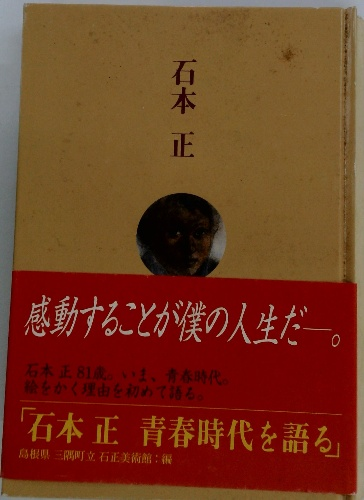 石本 正
感動することが僕の人生だ―。
石本 正 81歳。いま、青春時代。
絵をかく理由を初めて語る。
「石本 正 青春時代を語る」
島根県 三隅町立 石正美術館：編